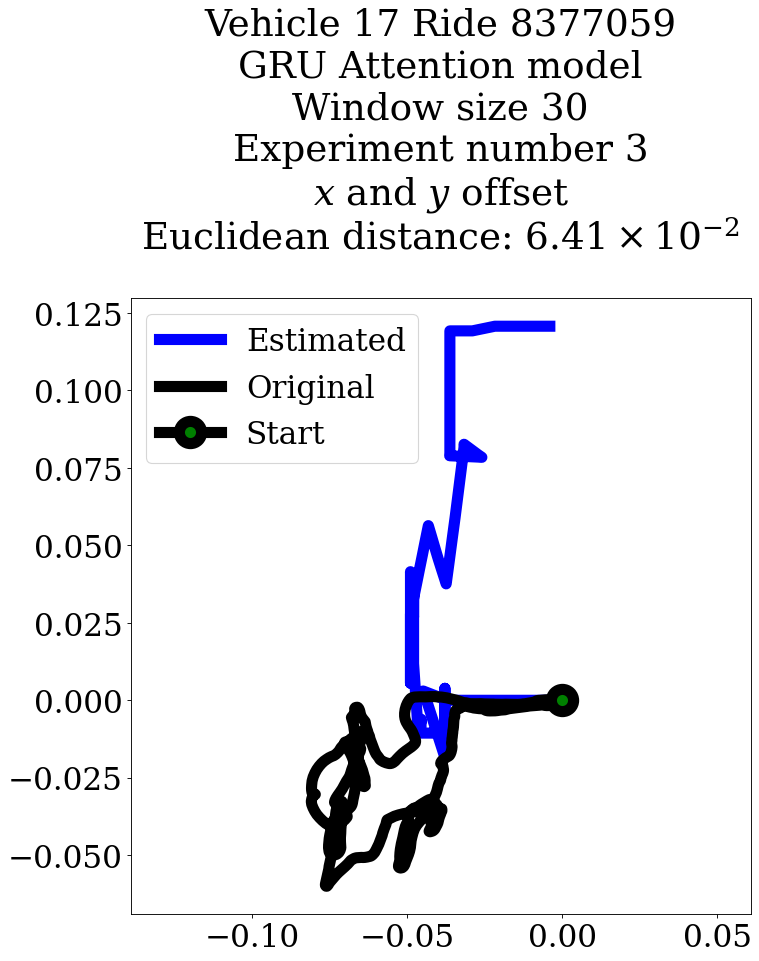 Vehicle 17 Ride 8377059
GRU Attention model
Window size 30
Experiment number 3
x and y offset
Euclidean distance: 6.41 × 10⁻²
Estimated
Original
Start
0.125
0.100
0.075
0.050
0.025
0.000
−0.025
−0.050
−0.10
−0.05
0.00
0.05